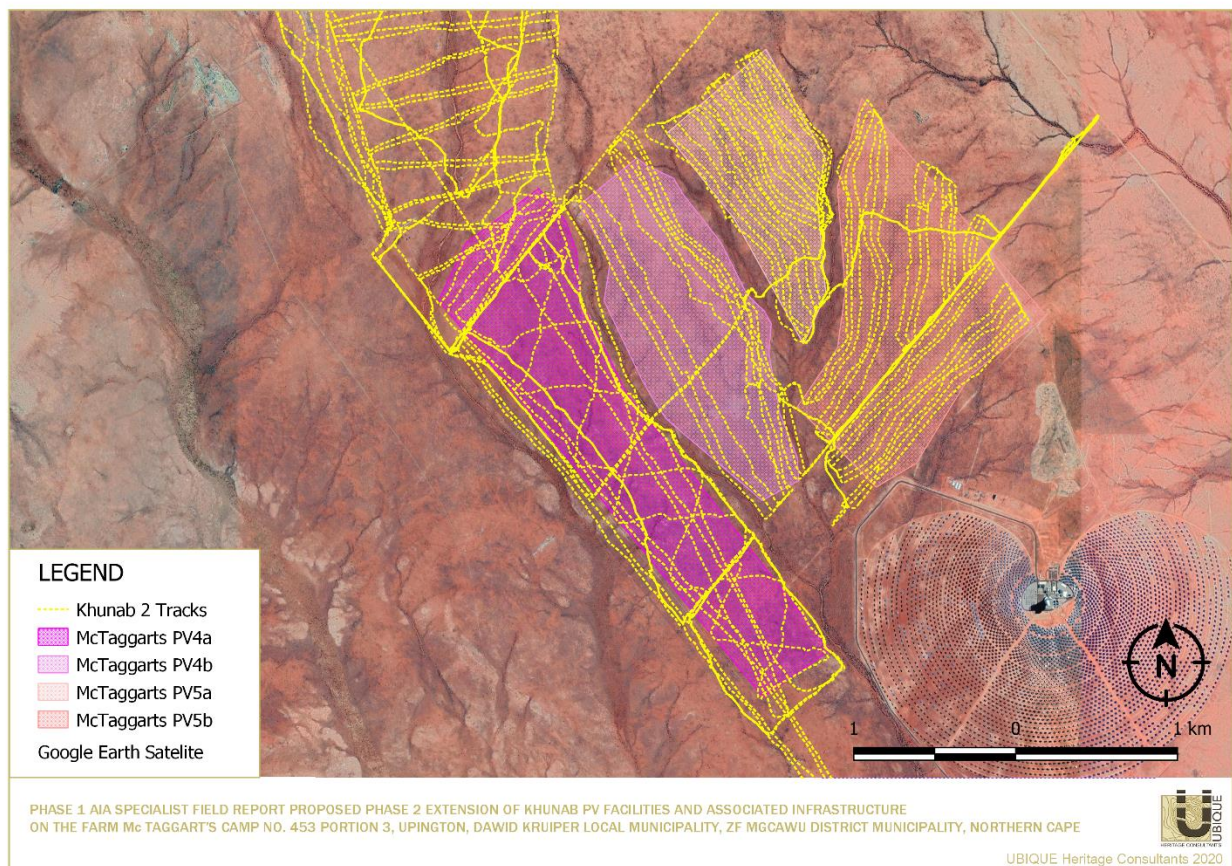 N
1 0 1 km
LEGEND
Khunab 2 Tracks
McTaggarts PV4a
McTaggarts PV4b
McTaggarts PV5a
McTaggarts PV5b
Google Earth Satelite
PHASE 1 AIA SPECIALIST FIELD REPORT PROPOSED PHASE 2 EXTENSION OF KHUNAB PV FACILITIES AND ASSOCIATED INFRASTRUCTURE
ON THE FARM Mc TAGGART'S CAMP NO. 453 PORTION 3, UPINGTON, DAWID KRUIPER LOCAL MUNICIPALITY, ZF MGCAWU DISTRICT MUNICIPALITY, NORTHERN CAPE
Ü
UBIQUE
HERITAGE CONSULTANTS
UBIQUE Heritage Consultants 2020